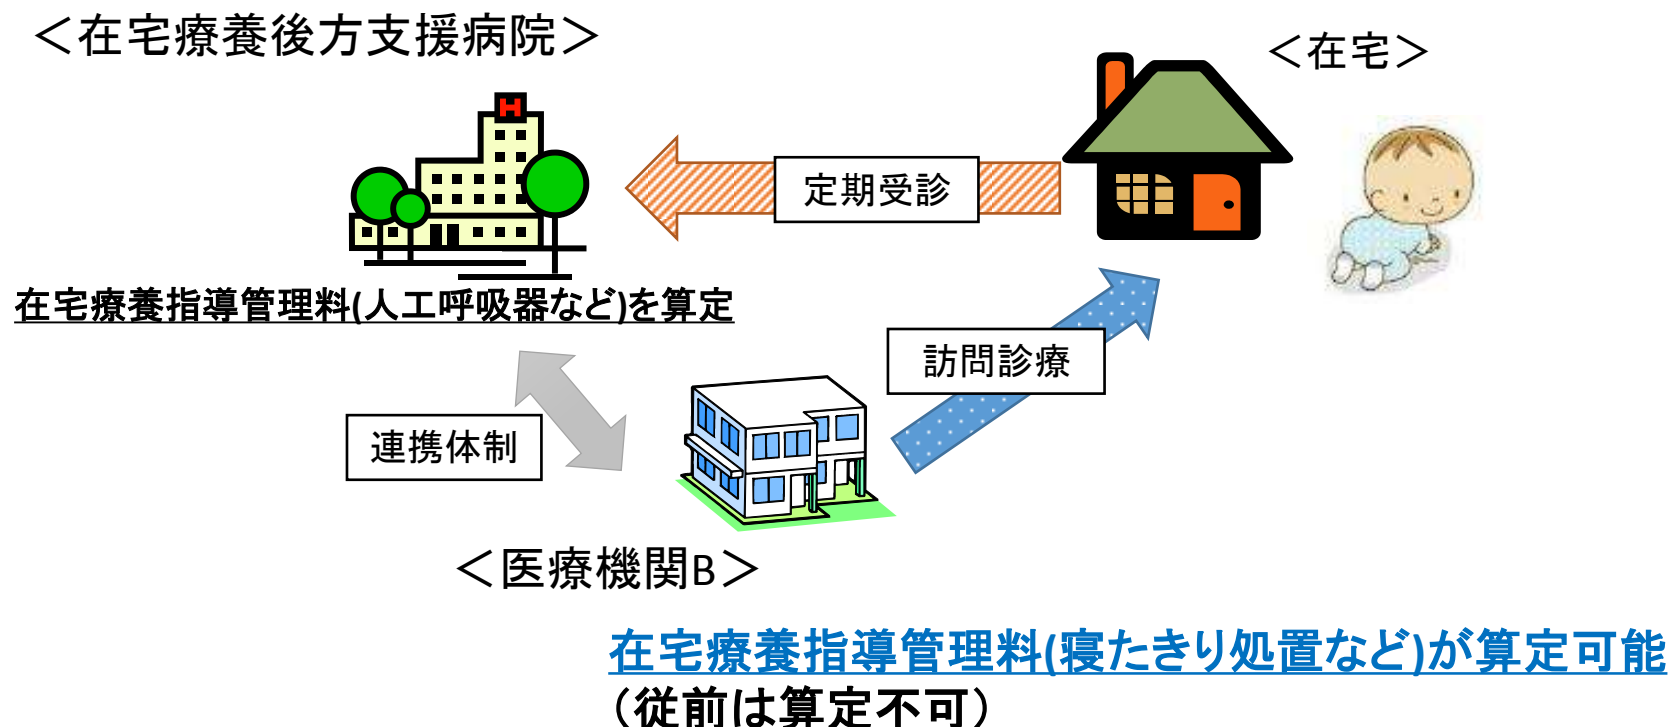 ＜在宅療養後方支援病院＞
＜在宅＞
H
定期受診
在宅療養指導管理料(人工呼吸器など)を算定
訪問診療
連携体制
＜医療機関B＞
在宅療養指導管理料(寝たきり処置など)が算定可能
（従前は算定不可）